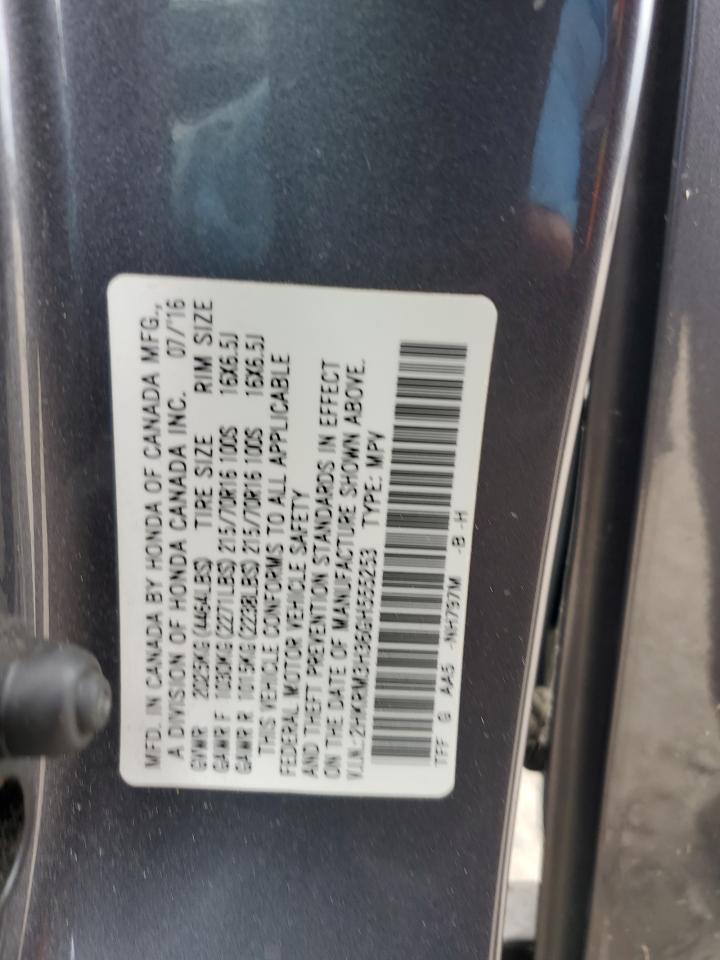 MFD. IN CANADA BY HONDA OF CANADA MFG.,
A DIVISION OF HONDA CANADA INC. 07/'16
GVWR 2025KG (4464LBS) TIRE SIZE RIM SIZE
GAWR F 1030KG (2271LBS) 215/70R16 100S 16X6.5J
GAWR R 1015KG (2238LBS) 215/70R16 100S 16X6.5J
THIS VEHICLE CONFORMS TO ALL APPLICABLE
FEDERAL MOTOR VEHICLE SAFETY
AND THEFT PREVENTION STANDARDS IN EFFECT
ON THE DATE OF MANUFACTURE SHOWN ABOVE.
V.I.N.-2HKRM3H36GH555253 TYPE: MPV
TFF G AA5 -NH797M -B -H